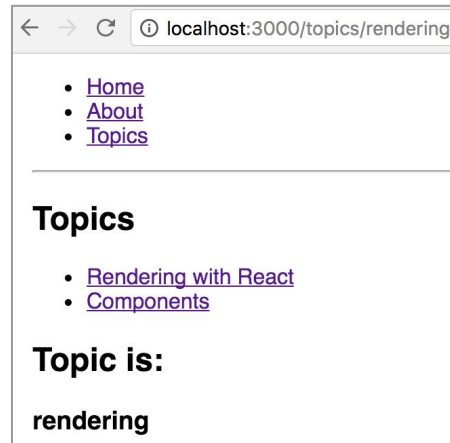 localhost:3000/topics/rendering
Home
About
Topics
Topics
Rendering with React
Components
Topic is:
rendering